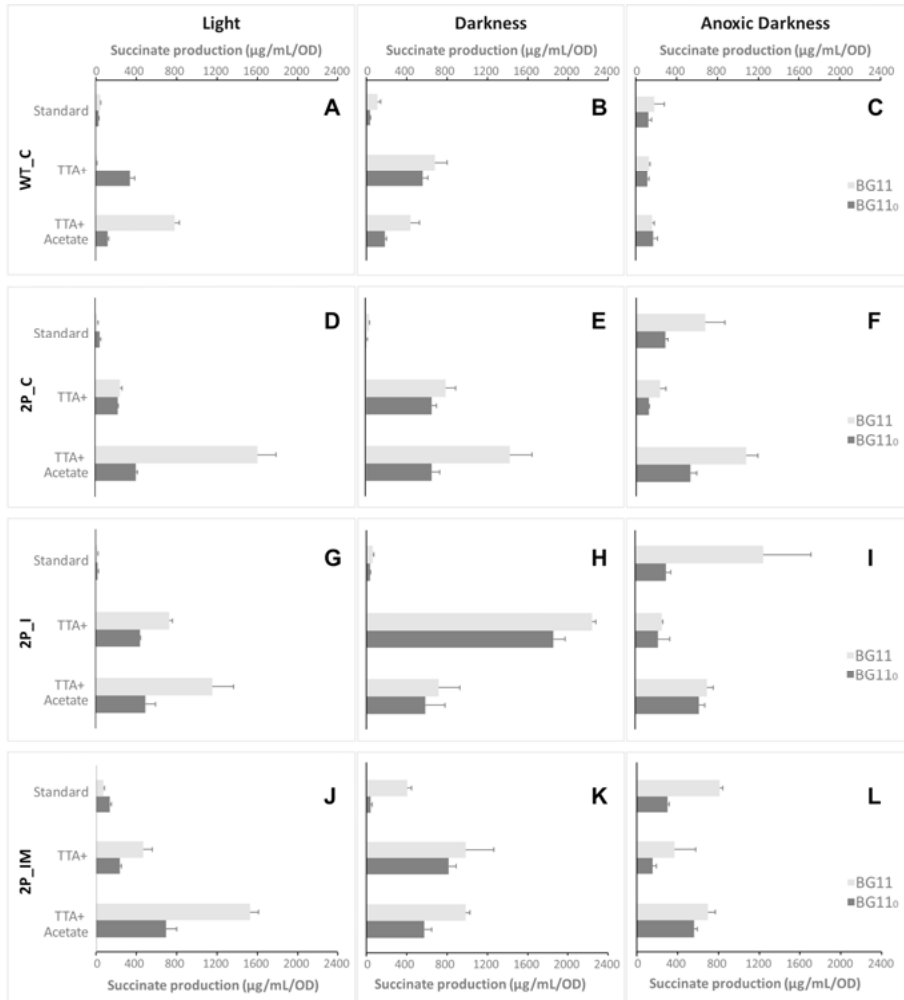 Light Darkness Anoxic Darkness
Succinate production (µg/mL/OD) Succinate production (µg/mL/OD) Succinate production (µg/mL/OD)
0 400 800 1200 1600 2000 2400 0 400 800 1200 1600 2000 2400 0 400 800 1200 1600 2000 2400
WT_C
A B C
Standard
TTA+
TTA+
Acetate
BG11
BG11₀
2P_C
D E F
Standard
TTA+
TTA+
Acetate
BG11
BG11₀
2P_I
G H I
Standard
TTA+
TTA+
Acetate
BG11
BG11₀
2P_IM
J K L
Standard
TTA+
TTA+
Acetate
BG11
BG11₀
0 400 800 1200 1600 2000 2400 0 400 800 1200 1600 2000 2400 0 400 800 1200 1600 2000 2400
Succinate production (µg/mL/OD) Succinate production (µg/mL/OD) Succinate production (µg/mL/OD)